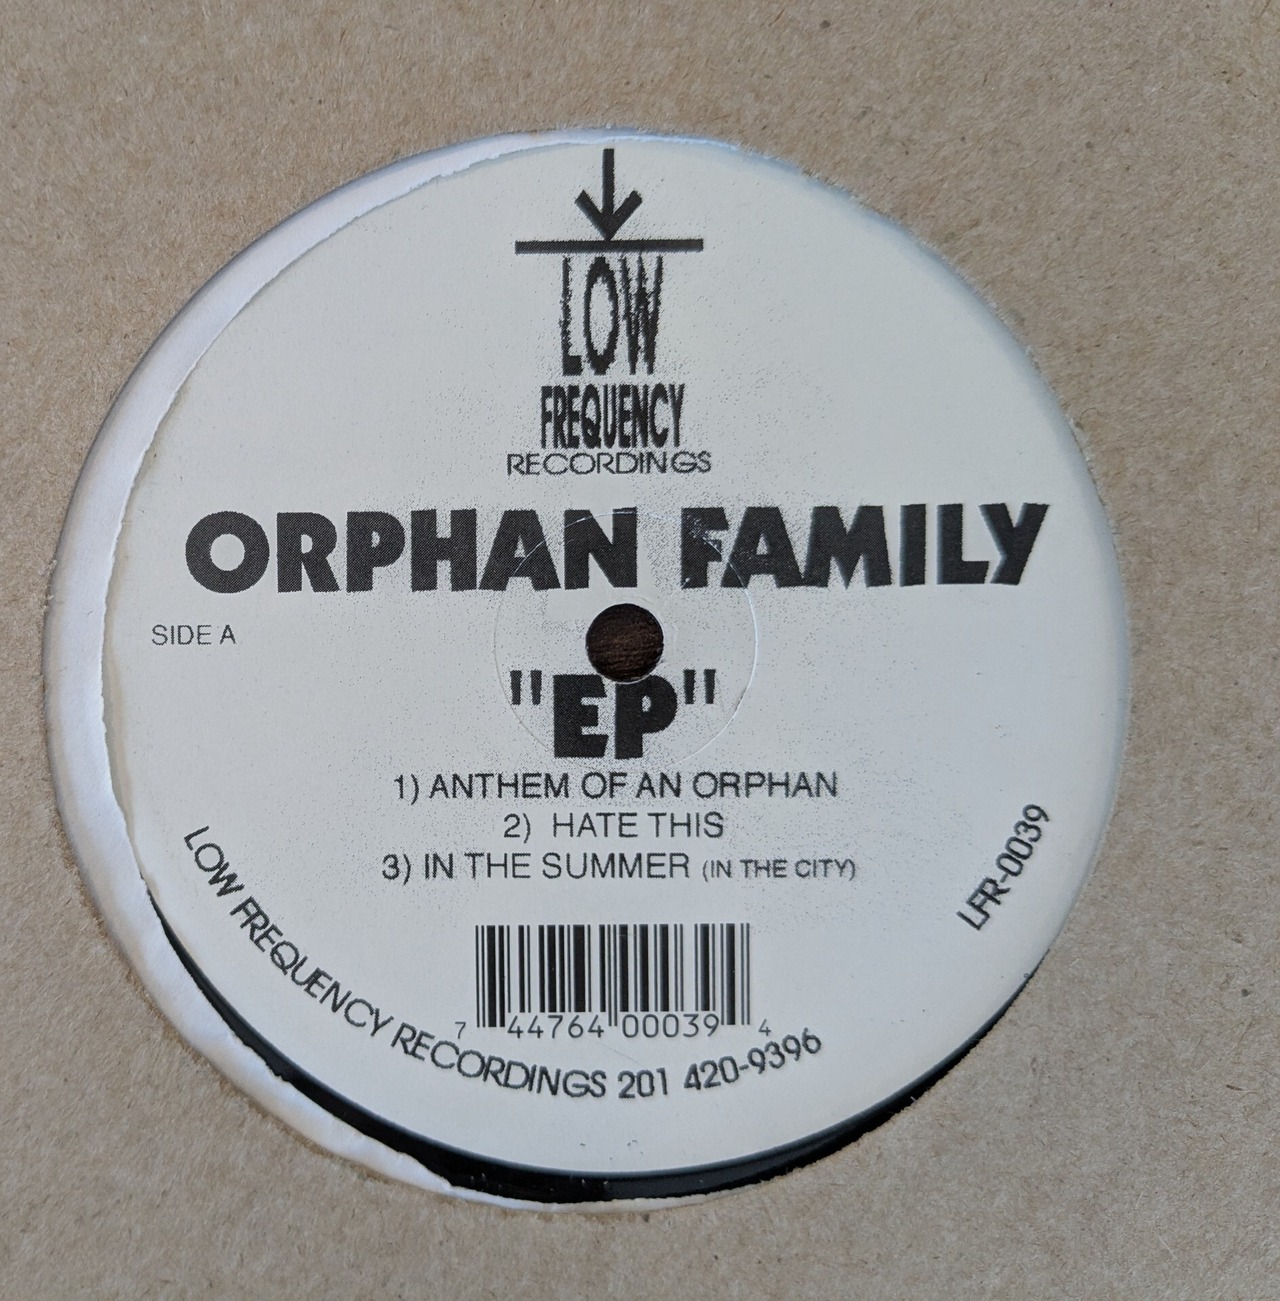 LOW
FREQUENCY
RECORDINGS
ORPHAN FAMILY
SIDE A
"EP"
1) ANTHEM OF AN ORPHAN
2) HATE THIS
3) IN THE SUMMER (IN THE CITY)
LFR-0039
7 44764 00039 4
LOW FREQUENCY RECORDINGS 201 420-9396